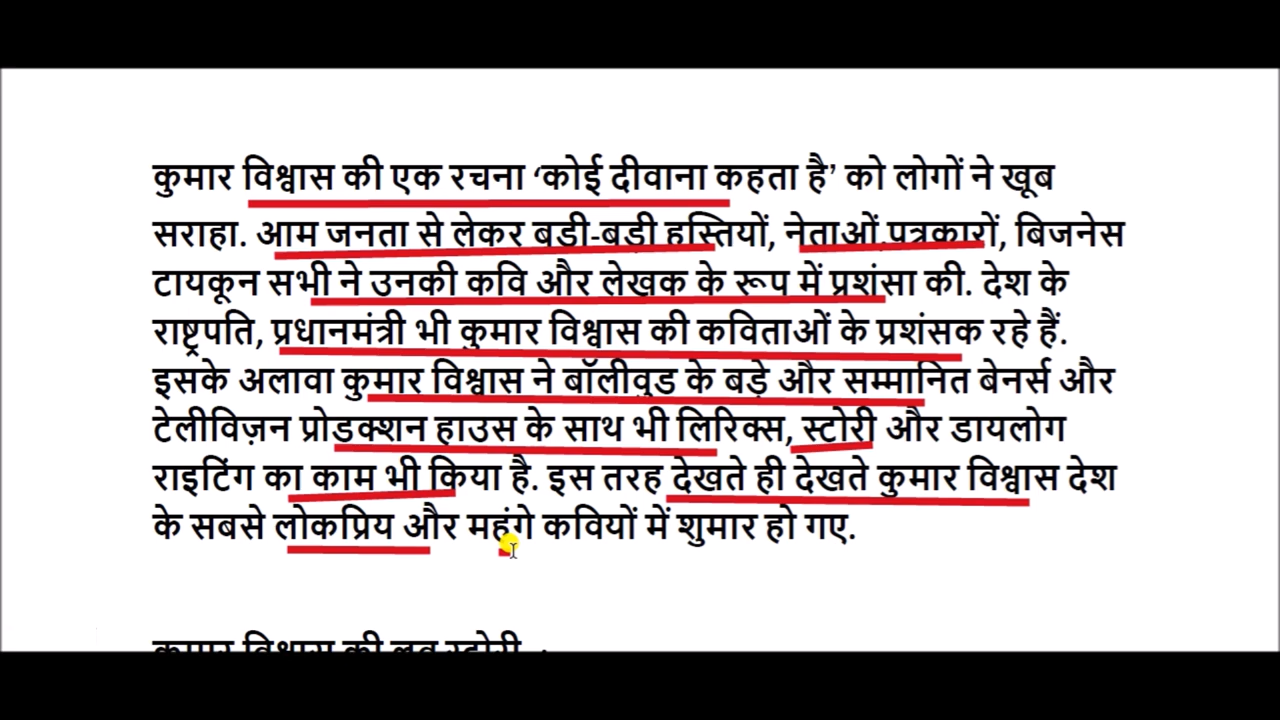 कुमार विश्वास की एक रचना ‘कोई दीवाना कहता है’ को लोगों ने खूब
सराहा. आम जनता से लेकर बड़ी-बड़ी हस्तियों, नेताओं,पत्रकारों, बिजनेस
टायकून सभी ने उनकी कवि और लेखक के रूप में प्रशंसा की. देश के
राष्ट्रपति, प्रधानमंत्री भी कुमार विश्वास की कविताओं के प्रशंसक रहे हैं.
इसके अलावा कुमार विश्वास ने बॉलीवुड के बड़े और सम्मानित बेनर्स और
टेलीविज़न प्रोडक्शन हाउस के साथ भी लिरिक्स, स्टोरी और डायलोग
राइटिंग का काम भी किया है. इस तरह देखते ही देखते कुमार विश्वास देश
के सबसे लोकप्रिय और महंगे कवियों में शुमार हो गए.
कुमार विश्वास की लव स्टोरी